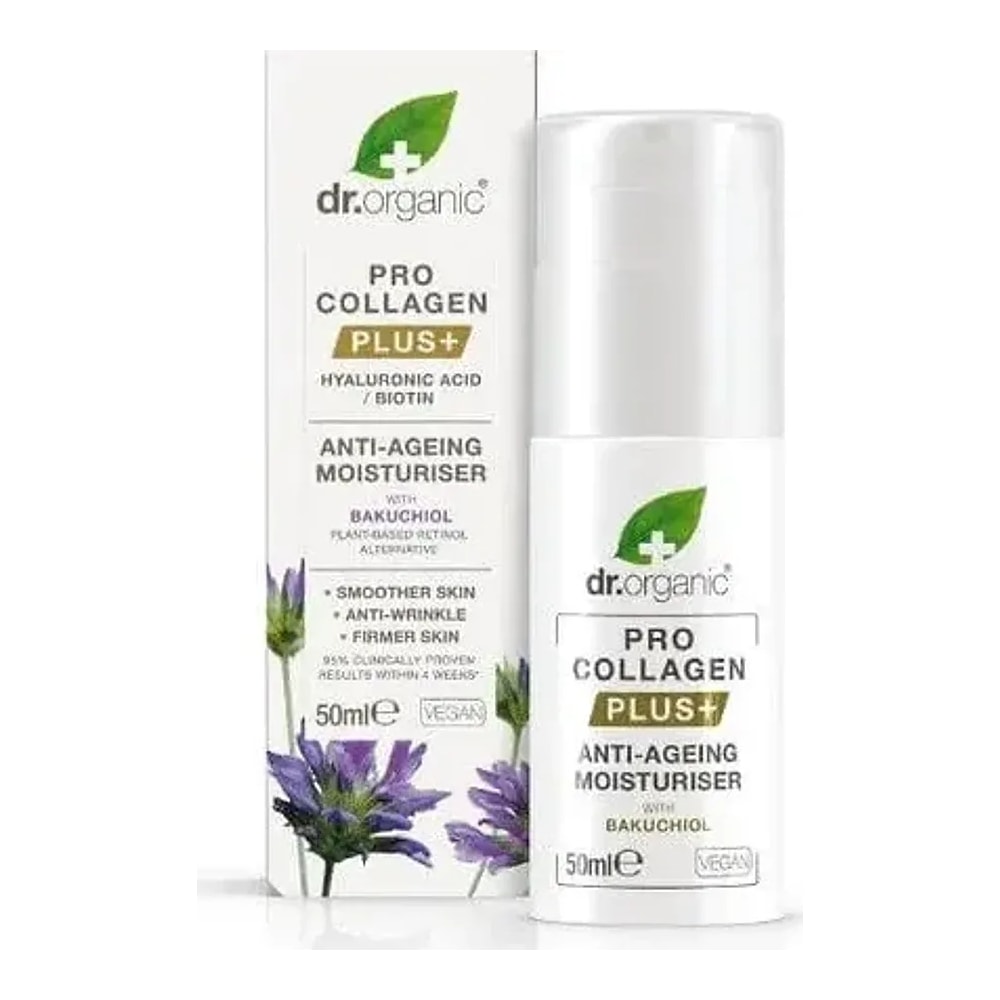 dr.organic®
PRO
COLLAGEN
PLUS+
HYALURONIC ACID
/ BIOTIN
ANTI-AGEING
MOISTURISER
WITH
BAKUCHIOL
PLANT-BASED RETINOL
ALTERNATIVE
• SMOOTHER SKIN
• ANTI-WRINKLE
• FIRMER SKIN
95% CLINICALLY PROVEN
RESULTS WITHIN 4 WEEKS*
50ml℮ VEGAN
dr.organic®
PRO
COLLAGEN
PLUS+
ANTI-AGEING
MOISTURISER
WITH
BAKUCHIOL
50ml℮ VEGAN